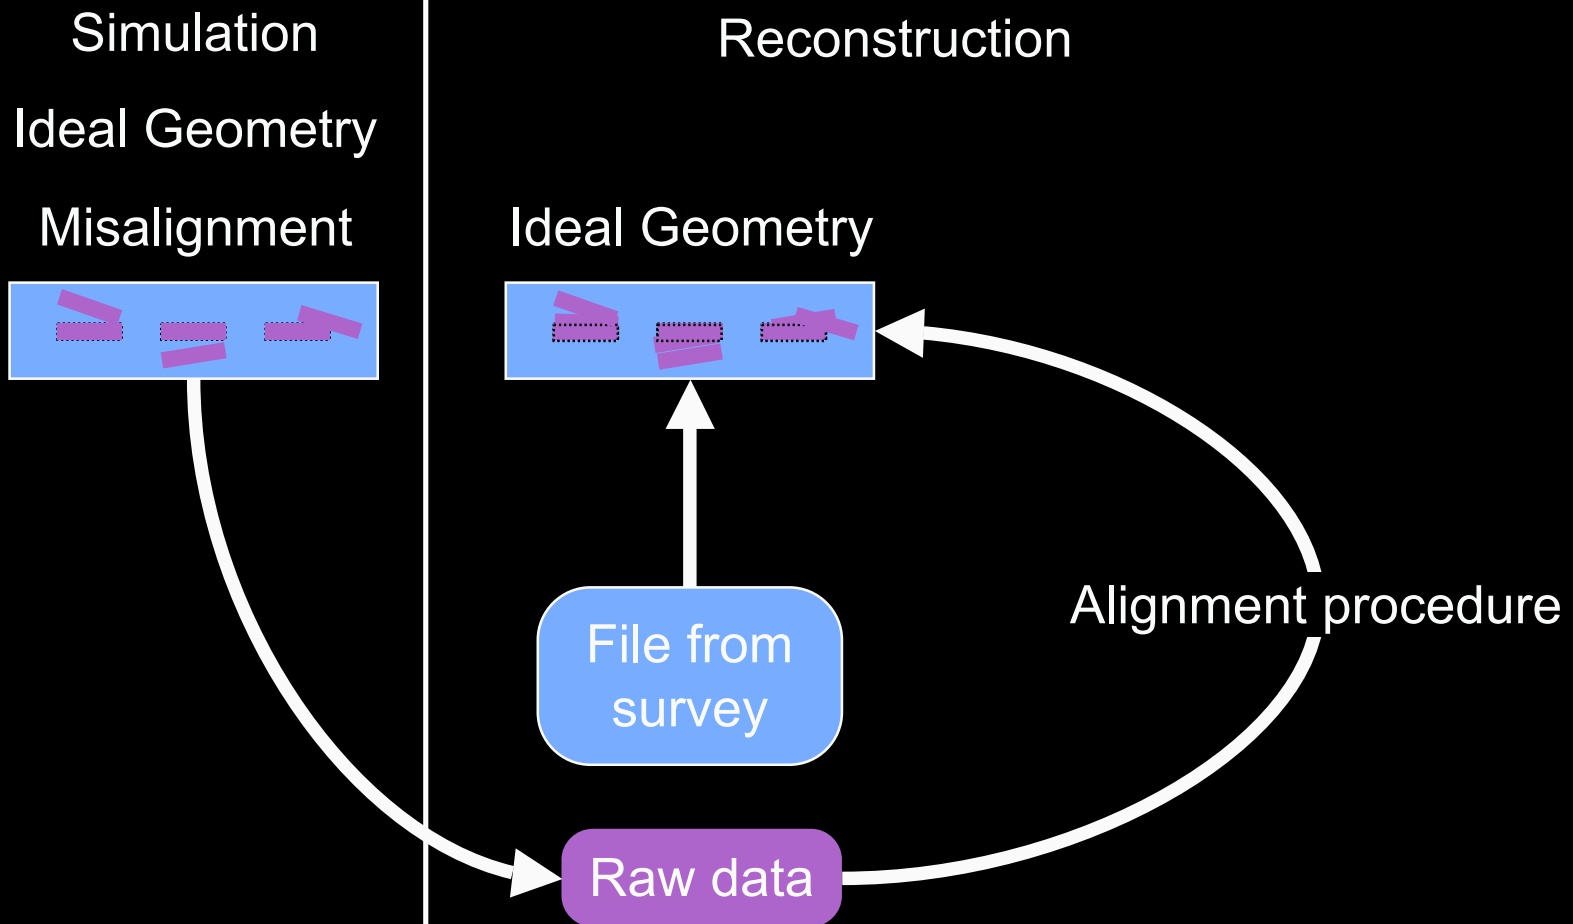 Simulation
Reconstruction
Ideal Geometry
Misalignment
Ideal Geometry
File from
survey
Alignment procedure
Raw data